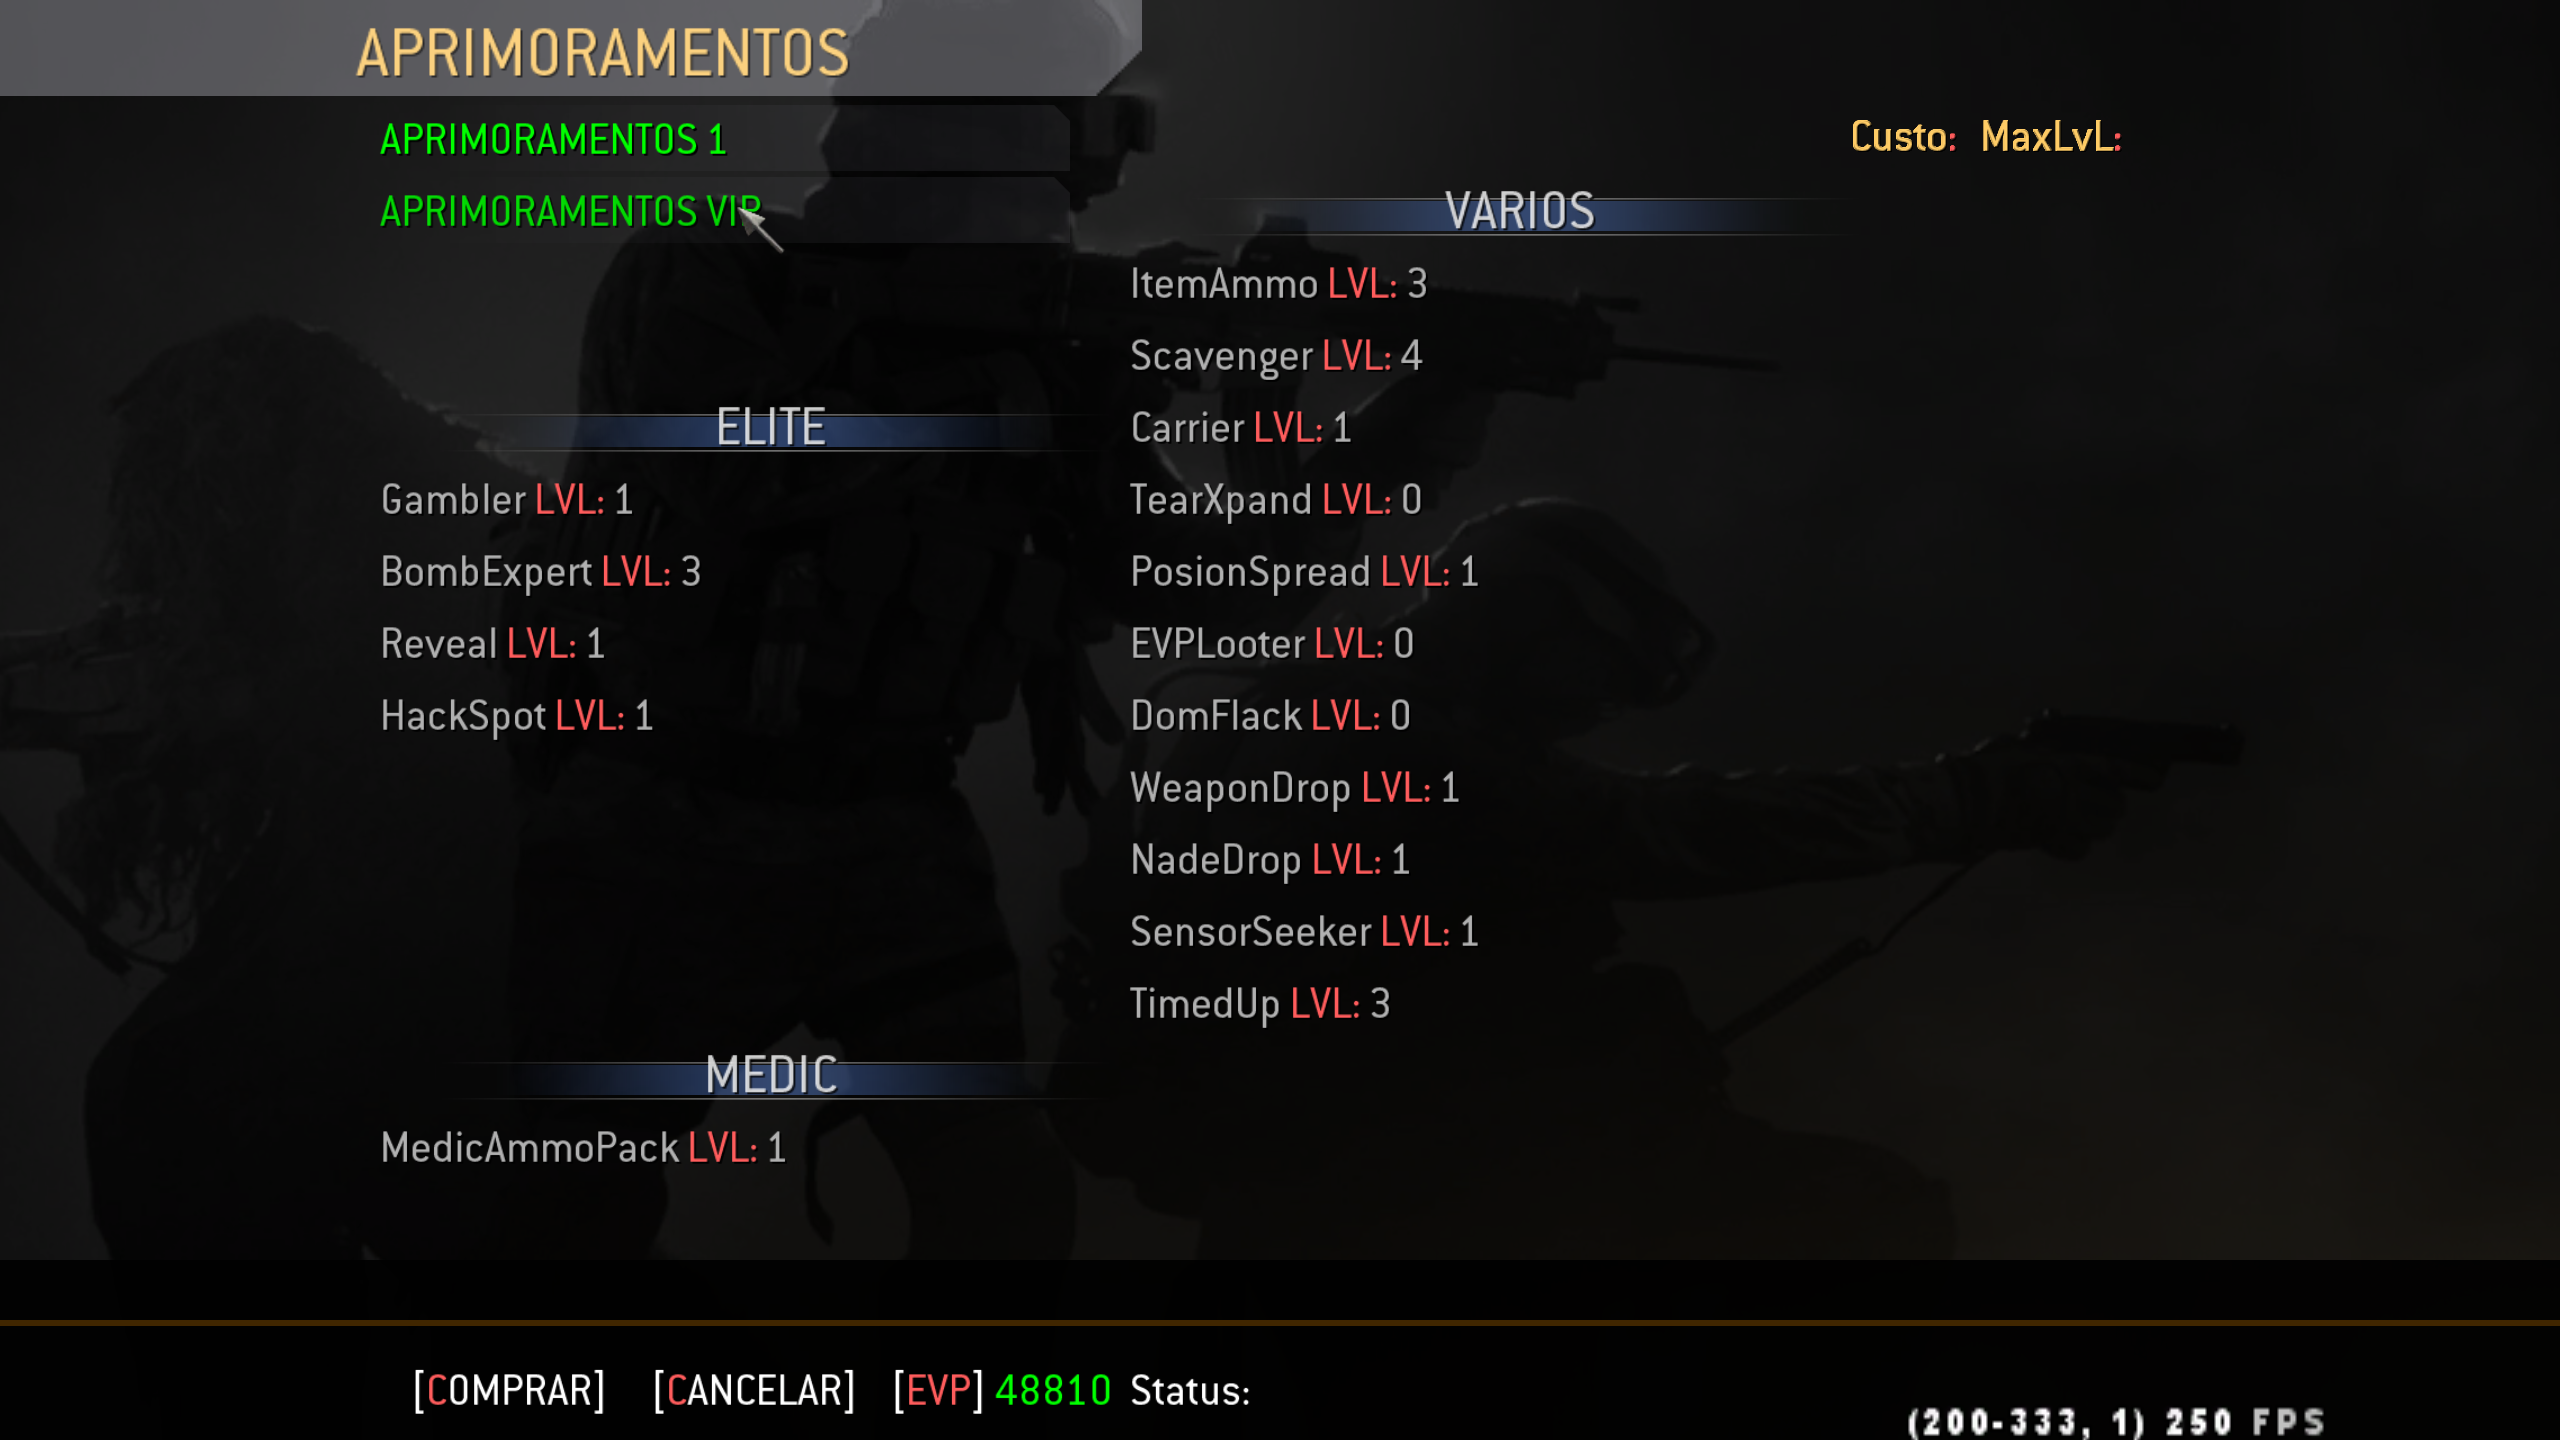 APRIMORAMENTOS
APRIMORAMENTOS 1
APRIMORAMENTOS VIP
Custo: MaxLvL:
ELITE
Gambler LVL: 1
BombExpert LVL: 3
Reveal LVL: 1
HackSpot LVL: 1
MEDIC
MedicAmmoPack LVL: 1
VARIOS
ItemAmmo LVL: 3
Scavenger LVL: 4
Carrier LVL: 1
TearXpand LVL: 0
PosionSpread LVL: 1
EVPLooter LVL: 0
DomFlack LVL: 0
WeaponDrop LVL: 1
NadeDrop LVL: 1
SensorSeeker LVL: 1
TimedUp LVL: 3
[COMPRAR] [CANCELAR] [EVP] 48810 Status:
(200-333, 1) 250 FPS